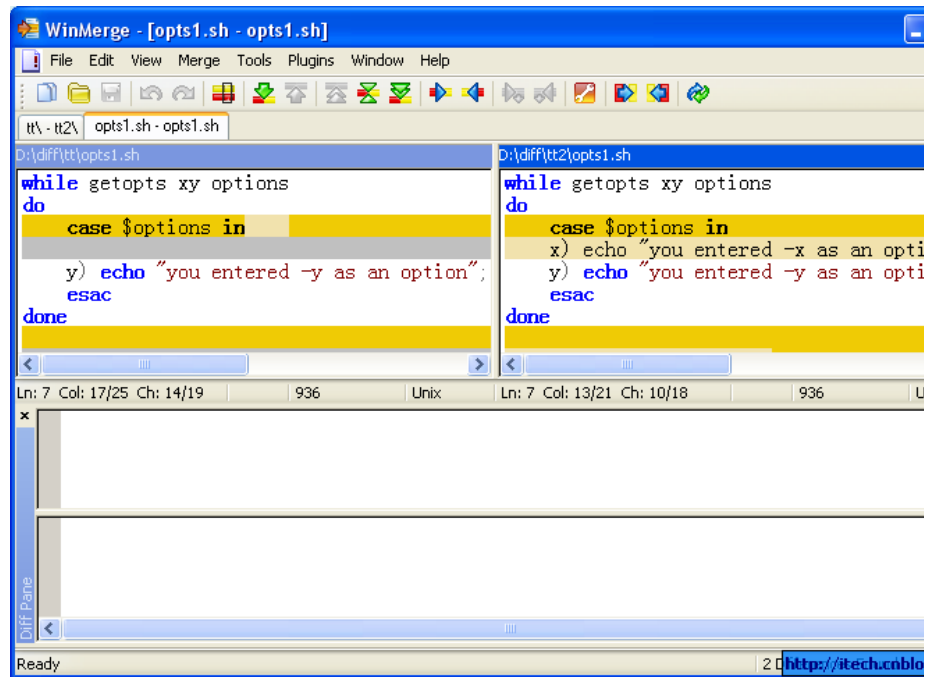 WinMerge - [opts1.sh - opts1.sh]
File Edit View Merge Tools Plugins Window Help
tt\ - tt2\ opts1.sh - opts1.sh
D:\diff\tt\opts1.sh
while getopts xy options
do
case $options in
y) echo "you entered -y as an option";
esac
done
Ln: 7 Col: 17/25 Ch: 14/19 936 Unix
D:\diff\tt2\opts1.sh
while getopts xy options
do
case $options in
x) echo "you entered -x as an opti
y) echo "you entered -y as an opti
esac
done
Ln: 7 Col: 13/21 Ch: 10/18 936 U
Diff Pane
Ready 2 D
http://itech.cnblo